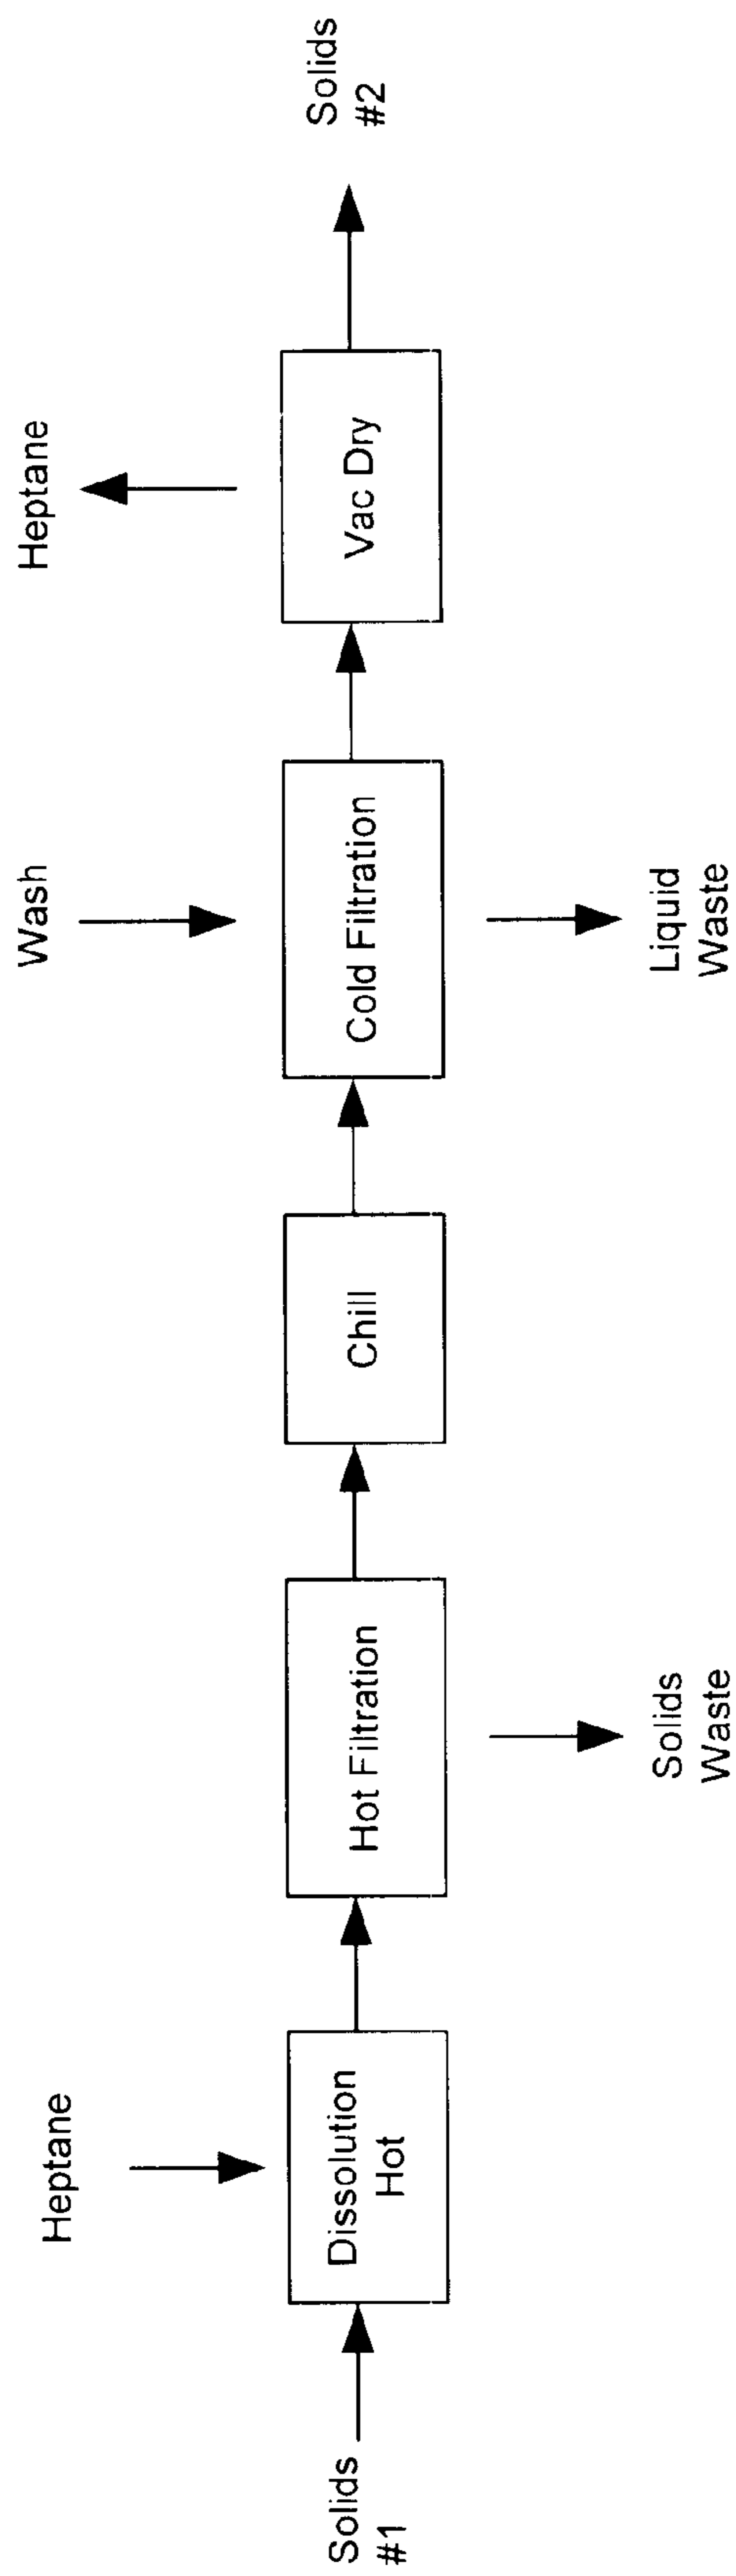 Solids
#1
Heptane
Dissolution
Hot
Hot Filtration
Solids
Waste
Chill
Wash
Cold Filtration
Liquid
Waste
Heptane
Vac Dry
Solids
#2